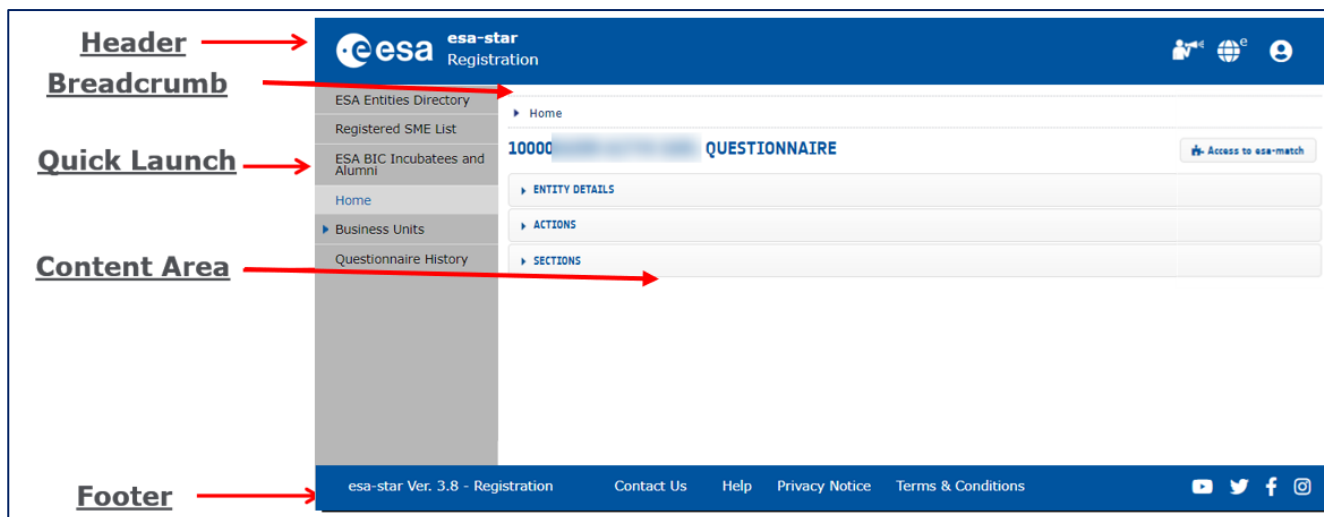 Header
Breadcrumb
Quick Launch
Content Area
Footer
esa
esa-star
Registration
e
ESA Entities Directory
Registered SME List
ESA BIC Incubatees and
Alumni
Home
Business Units
Questionnaire History
Home
10000 QUESTIONNAIRE
Access to esa-match
ENTITY DETAILS
ACTIONS
SECTIONS
esa-star Ver. 3.8 - Registration Contact Us Help Privacy Notice Terms & Conditions